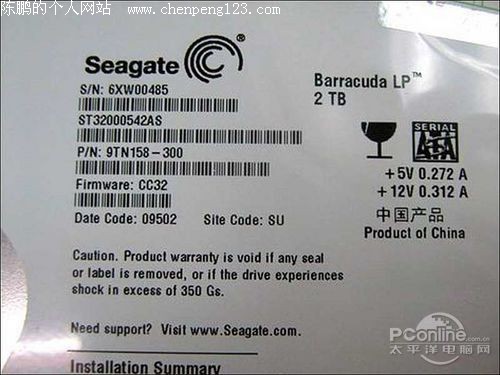 陈鹏的个人网站
www.chenpeng123.com
Seagate
S/N: 6XW00485
ST32000542AS
P/N: 9TN158-300
Firmware: CC32
Date Code: 09502 Site Code: SU
Barracuda LP™
2 TB
SERIAL
ATA
+5V 0.272 A
+12V 0.312 A
中国产品
Product of China
Caution. Product warranty is void if any seal
or label is removed, or if the drive experiences
shock in excess of 350 Gs.
Need support? Visit www.Seagate.com.
Installation Summary
PConline.com.cn
太平洋电脑网